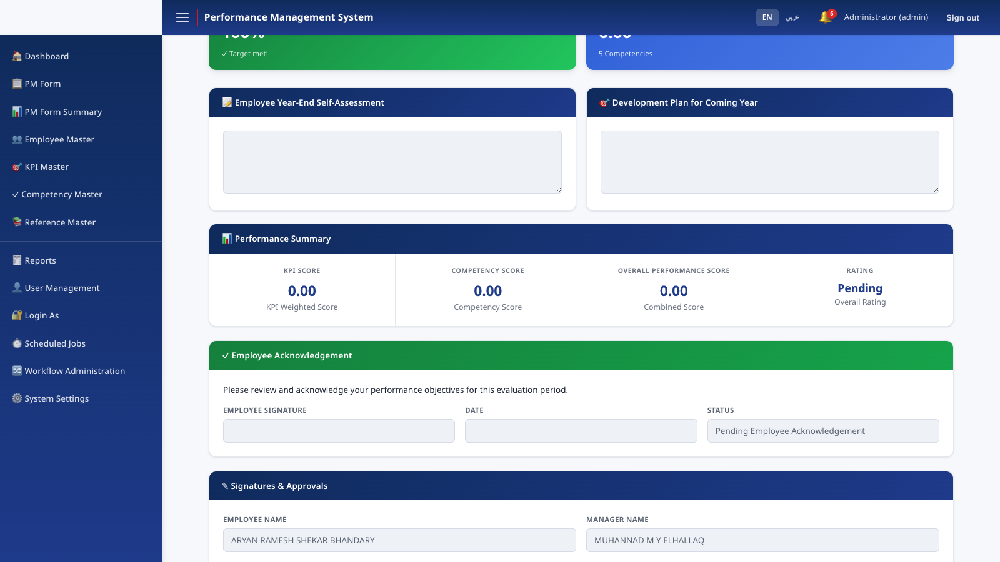 Performance Management System
EN
عربي
5
Administrator (admin)
Sign out
Dashboard
PM Form
PM Form Summary
Employee Master
KPI Master
✓ Competency Master
Reference Master
Reports
User Management
Login As
Scheduled Jobs
Workflow Administration
System Settings
✓ Target met!
5 Competencies
Employee Year-End Self-Assessment
Development Plan for Coming Year
Performance Summary
KPI SCORE
0.00
KPI Weighted Score
COMPETENCY SCORE
0.00
Competency Score
OVERALL PERFORMANCE SCORE
0.00
Combined Score
RATING
Pending
Overall Rating
✓ Employee Acknowledgement
Please review and acknowledge your performance objectives for this evaluation period.
EMPLOYEE SIGNATURE
DATE
STATUS
Pending Employee Acknowledgement
✎ Signatures & Approvals
EMPLOYEE NAME
ARYAN RAMESH SHEKAR BHANDARY
MANAGER NAME
MUHANNAD M Y ELHALLAQ